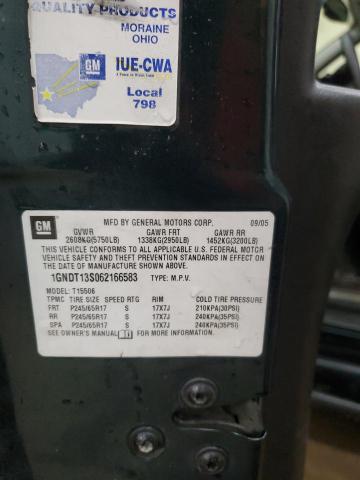 QUALITY PRODUCTS
MORAINE
OHIO
GM
IUE-CWA
Local
798
GM
MFD BY GENERAL MOTORS CORP. 09/05
GVWR GAWR FRT GAWR RR
2608KG(5750LB) 1338KG(2950LB) 1452KG(3200LB)
THIS VEHICLE CONFORMS TO ALL APPLICABLE U.S. FEDERAL MOTOR
VEHICLE SAFETY AND THEFT PREVENTION STANDARDS IN EFFECT ON
THE DATE OF MANUFACTURE SHOWN ABOVE.
1GNDT13S062166583 TYPE: M.P.V.
MODEL: T15506
TPMC TIRE SIZE SPEED RTG RIM COLD TIRE PRESSURE
FRT P245/65R17 S 17X7J 210KPA(30PSI)
RR P245/65R17 S 17X7J 240KPA(35PSI)
SPA P245/65R17 S 17X7J 240KPA(35PSI)
SEE OWNER'S MANUAL FOR MORE INFORMATION.